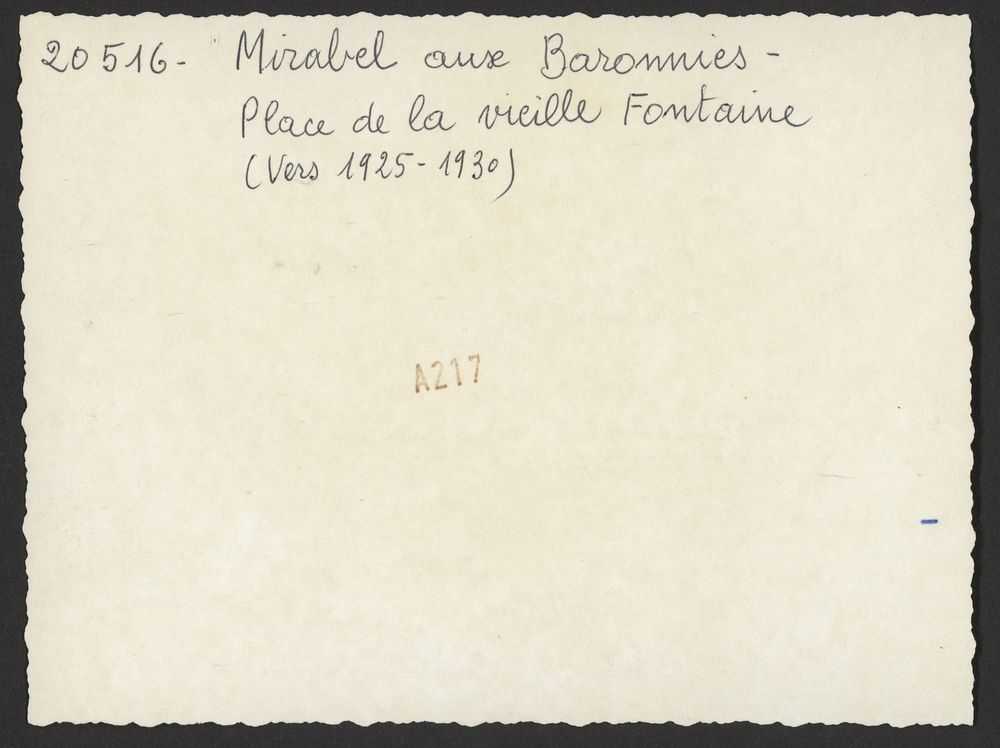 20516- Mirabel aux Baronnies -
Place de la vieille Fontaine
(Vers 1925-1930)
A217